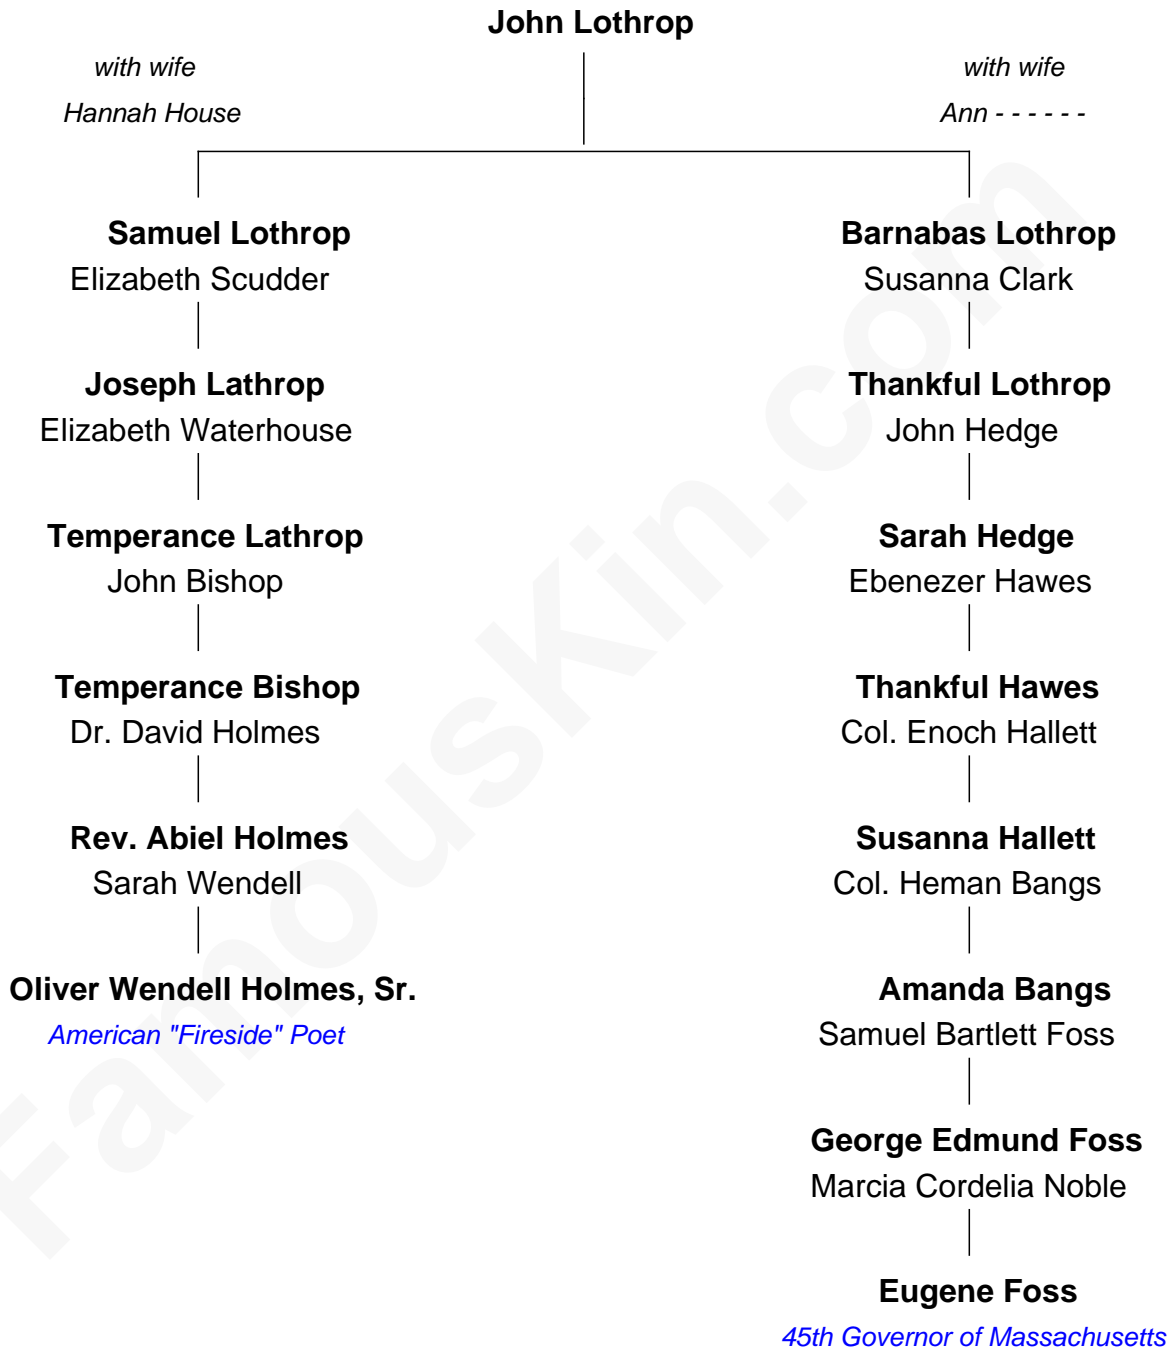 John Lothrop
with wife
Hannah House
with wife
Ann - - - - - -
Samuel Lothrop
Elizabeth Scudder
Joseph Lathrop
Elizabeth Waterhouse
Temperance Lathrop
John Bishop
Temperance Bishop
Dr. David Holmes
Rev. Abiel Holmes
Sarah Wendell
Oliver Wendell Holmes, Sr.
American "Fireside" Poet
Barnabas Lothrop
Susanna Clark
Thankful Lothrop
John Hedge
Sarah Hedge
Ebenezer Hawes
Thankful Hawes
Col. Enoch Hallett
Susanna Hallett
Col. Heman Bangs
Amanda Bangs
Samuel Bartlett Foss
George Edmund Foss
Marcia Cordelia Noble
Eugene Foss
45th Governor of Massachusetts
FamousKin.com